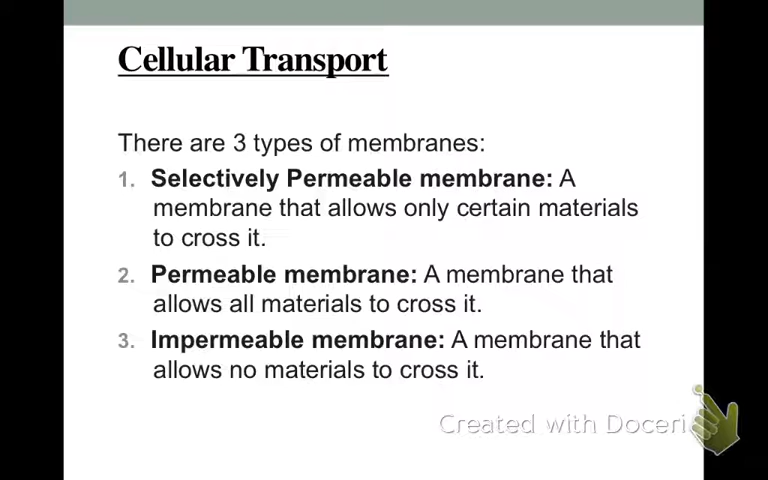 Cellular Transport
There are 3 types of membranes:
1. Selectively Permeable membrane: A
membrane that allows only certain materials
to cross it.
2. Permeable membrane: A membrane that
allows all materials to cross it.
3. Impermeable membrane: A membrane that
allows no materials to cross it.
Created with Doceri